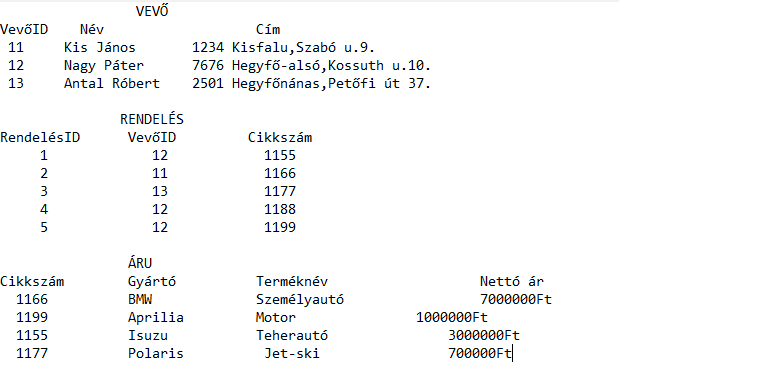 VEVŐ
VevőID Név Cím
11 Kis János 1234 Kisfalu,Szabó u.9.
12 Nagy Páter 7676 Hegyfő-alsó,Kossuth u.10.
13 Antal Róbert 2501 Hegyfőnánas,Petőfi út 37.
RENDELÉS
RendelésID VevőID Cikkszám
1 12 1155
2 11 1166
3 13 1177
4 12 1188
5 12 1199
ÁRU
Cikkszám Gyártó Terméknév Nettó ár
1166 BMW Személyautó 7000000Ft
1199 Aprilia Motor 1000000Ft
1155 Isuzu Teherautó 3000000Ft
1177 Polaris Jet-ski 700000Ft